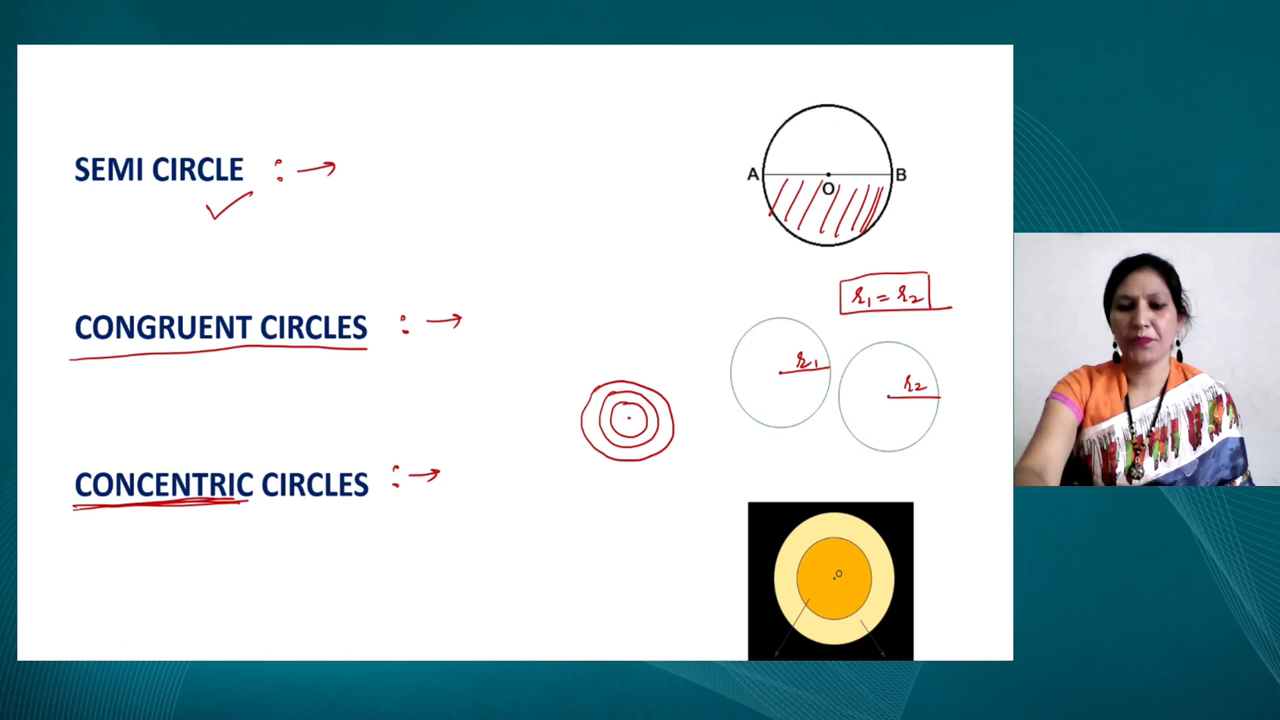 SEMI CIRCLE : →
A B
O
r₁ = r₂
CONGRUENT CIRCLES : →
r₁
r₂
CONCENTRIC CIRCLES : →
O